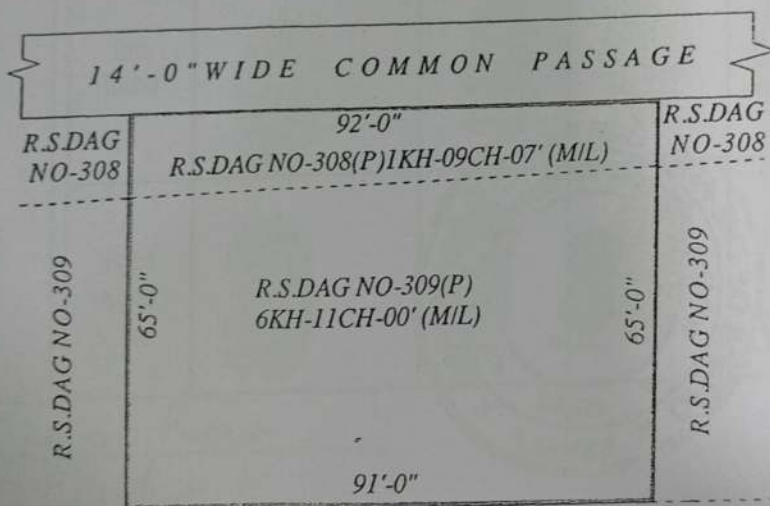 14'-0"WIDE COMMON PASSAGE
R.S.DAG
NO-308
92'-0"
R.S.DAG NO-308(P)1KH-09CH-07' (M/L)
R.S.DAG
NO-308
R.S.DAG NO-309
65'-0"
R.S.DAG NO-309(P)
6KH-11CH-00' (M/L)
65'-0"
R.S.DAG NO-309
91'-0"